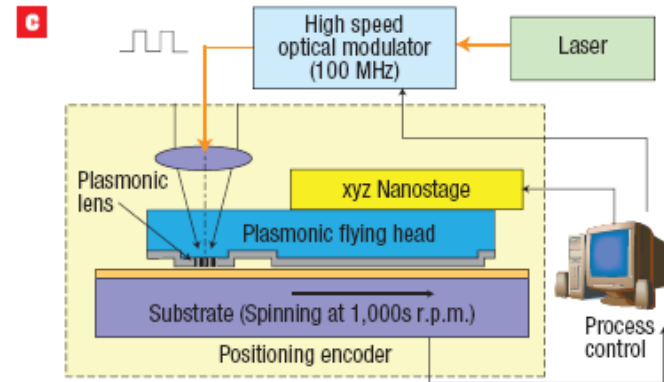 C
High speed
optical modulator
(100 MHz)
Laser
Plasmonic
lens
xyz Nanostage
Plasmonic flying head
Substrate (Spinning at 1,000s r.p.m.)
Positioning encoder
Process
control